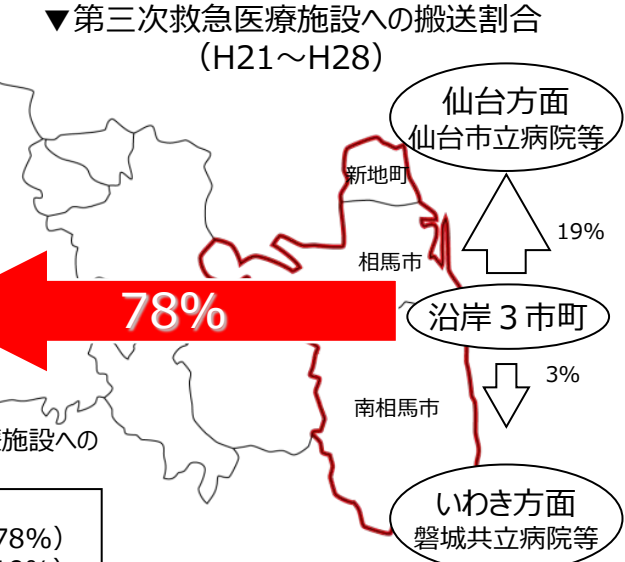 ▼第三次救急医療施設への搬送割合
(H21～H28)
仙台方面
仙台市立病院等
新地町
19%
相馬市
78%
沿岸３市町
3%
南相馬市
施設への
いわき方面
磐城共立病院等
78%)